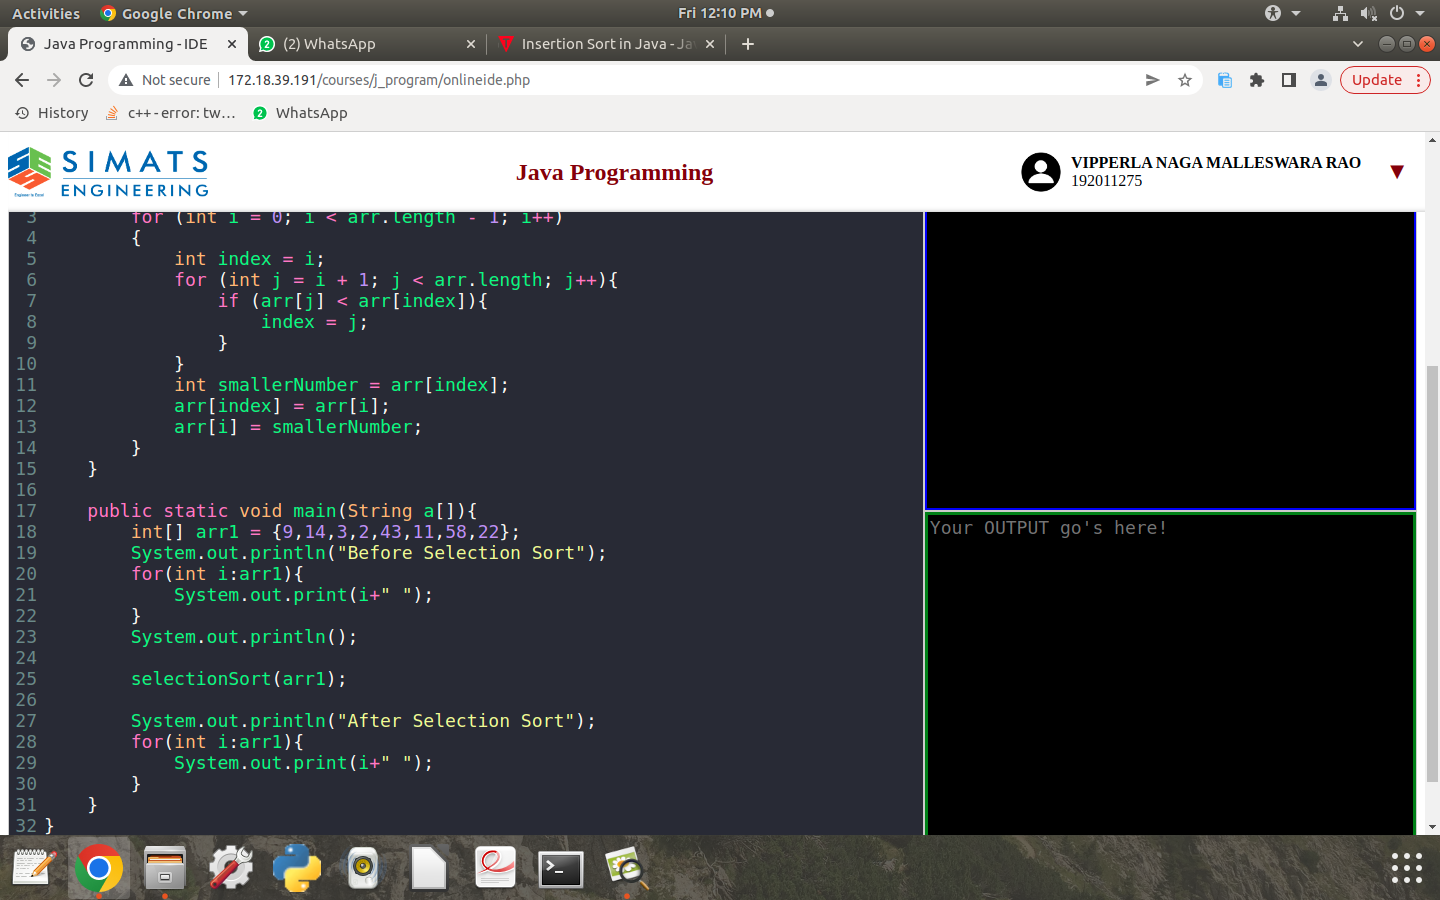 Activities Google Chrome Fri 12:10 PM
Java Programming - IDE (2) WhatsApp Insertion Sort in Java - Jav
Not secure 172.18.39.191/courses/j_program/onlineide.php Update
History c++ - error: tw... WhatsApp
SIMATS
ENGINEERING
Java Programming
VIPPERLA NAGA MALLESWARA RAO
192011275
3 for (int i = 0; i < arr.length - 1; i++)
4 {
5 int index = i;
6 for (int j = i + 1; j < arr.length; j++){
7 if (arr[j] < arr[index]){
8 index = j;
9 }
10 }
11 int smallerNumber = arr[index];
12 arr[index] = arr[i];
13 arr[i] = smallerNumber;
14 }
15 }
16
17 public static void main(String a[]){
18 int[] arr1 = {9,14,3,2,43,11,58,22};
19 System.out.println("Before Selection Sort");
20 for(int i:arr1){
21 System.out.print(i+" ");
22 }
23 System.out.println();
24
25 selectionSort(arr1);
26
27 System.out.println("After Selection Sort");
28 for(int i:arr1){
29 System.out.print(i+" ");
30 }
31 }
32 }
Your OUTPUT go's here!